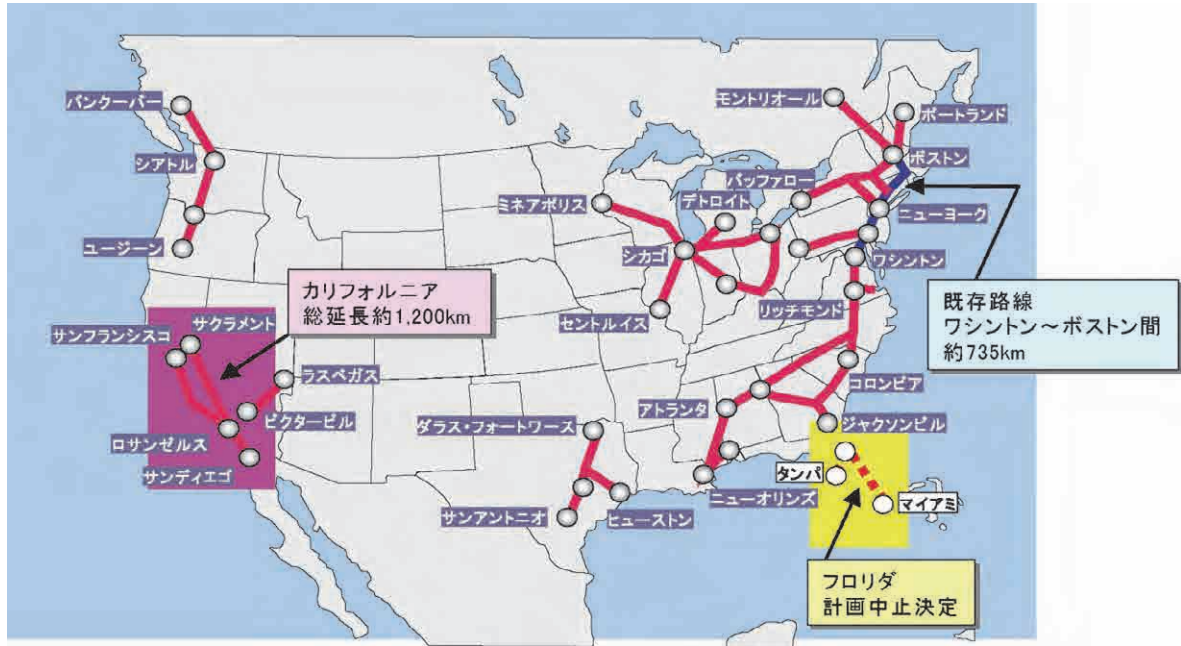 バンクーバー
シアトル
ユージーン
サンフランシスコ
サクラメント
カリフォルニア
総延長約1,200km
ラスベガス
ビクタービル
ロサンゼルス
サンディエゴ
ミネアポリス
デトロイト
シカゴ
セントルイス
モントリオール
ポートランド
ボストン
バッファロー
ニューヨーク
ワシントン
リッチモンド
既存路線
ワシントン～ボストン間
約735km
コロンビア
アトランタ
ジャクソンビル
ダラス・フォートワース
サンアントニオ
ヒューストン
ニューオリンズ
タンパ
マイアミ
フロリダ
計画中止決定